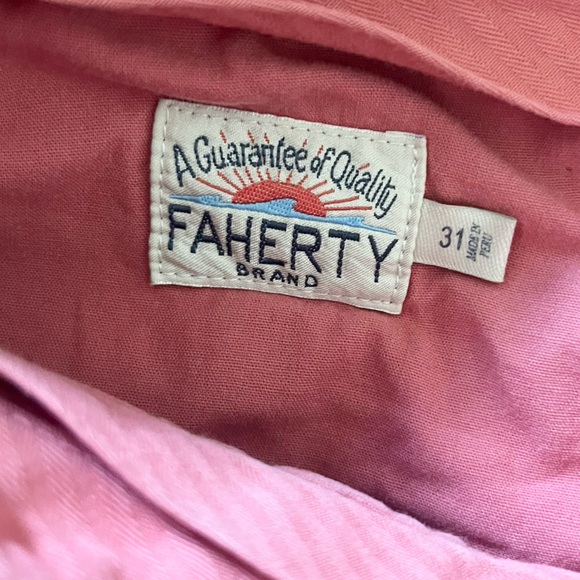 A Guarantee of Quality
FAHERTY
BRAND
31
MADE IN
PERU